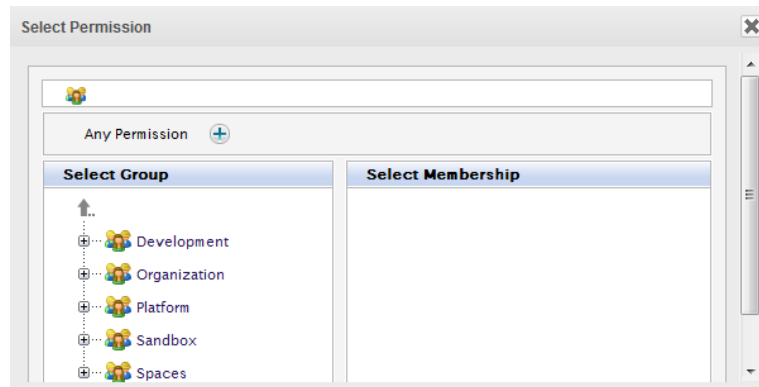 Select Permission
Any Permission
Select Group
Select Membership
..
Development
Organization
Platform
Sandbox
Spaces